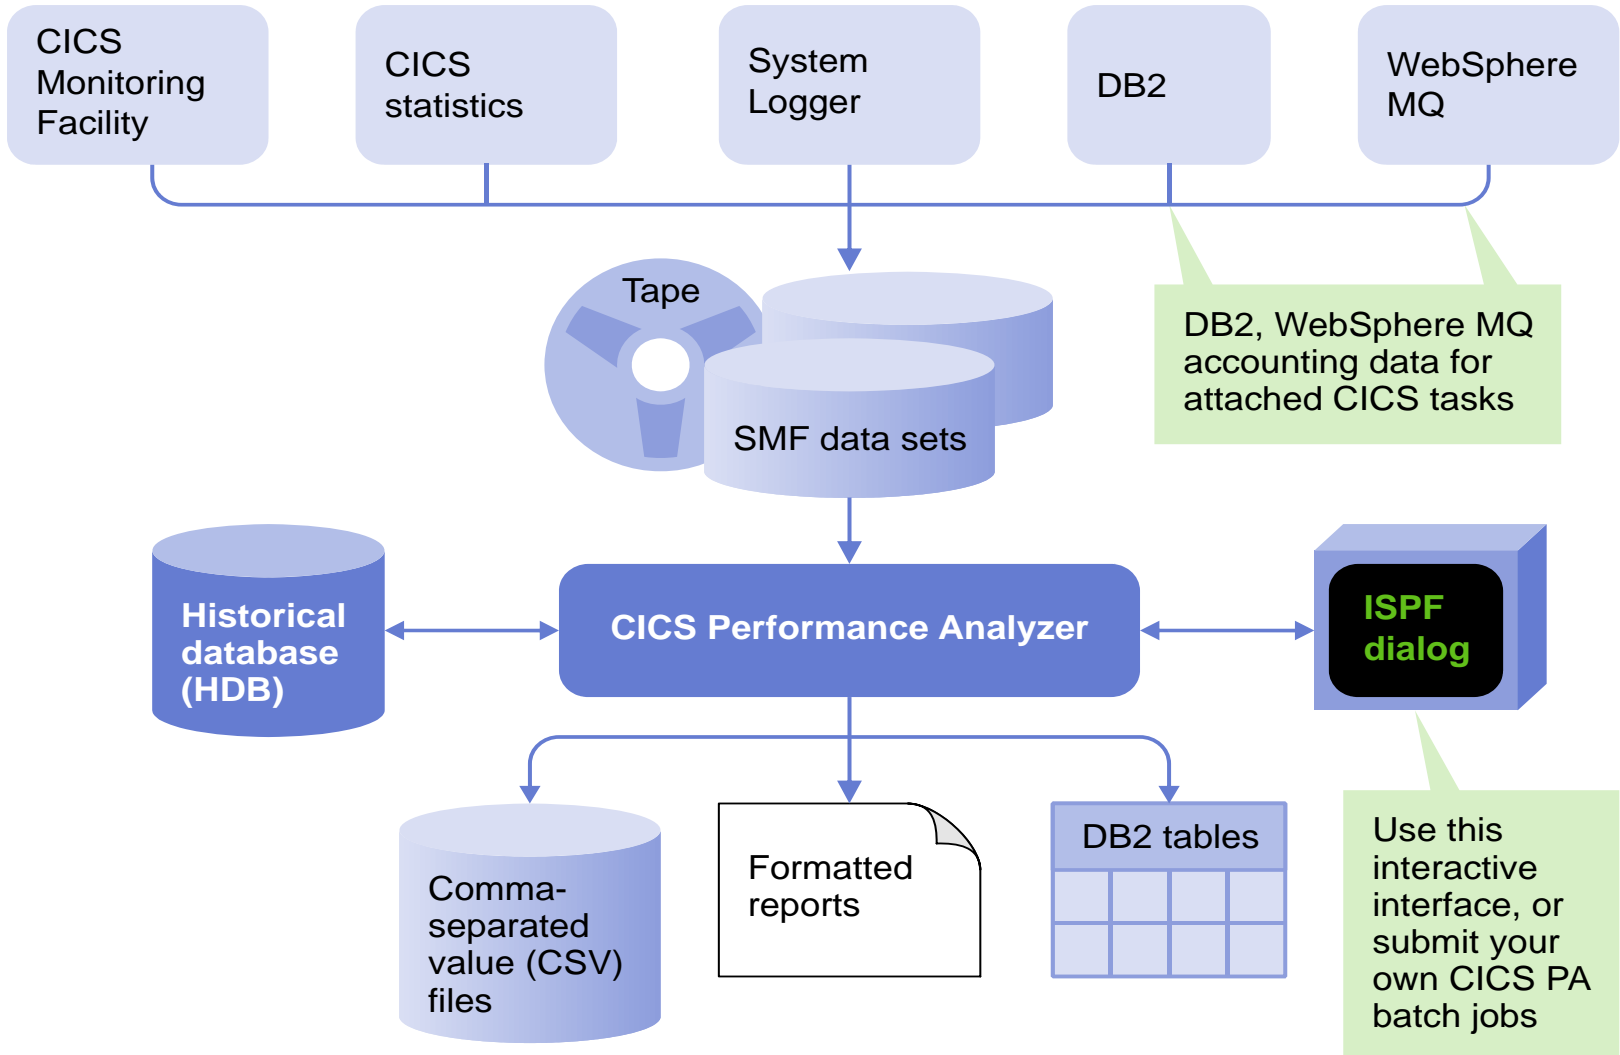 CICS
Monitoring
Facility
CICS
statistics
System
Logger
DB2
WebSphere
MQ
Tape
SMF data sets
DB2, WebSphere MQ
accounting data for
attached CICS tasks
Historical
database
(HDB)
CICS Performance Analyzer
ISPF
dialog
Comma-
separated
value (CSV)
files
Formatted
reports
DB2 tables
Use this
interactive
interface, or
submit your
own CICS PA
batch jobs